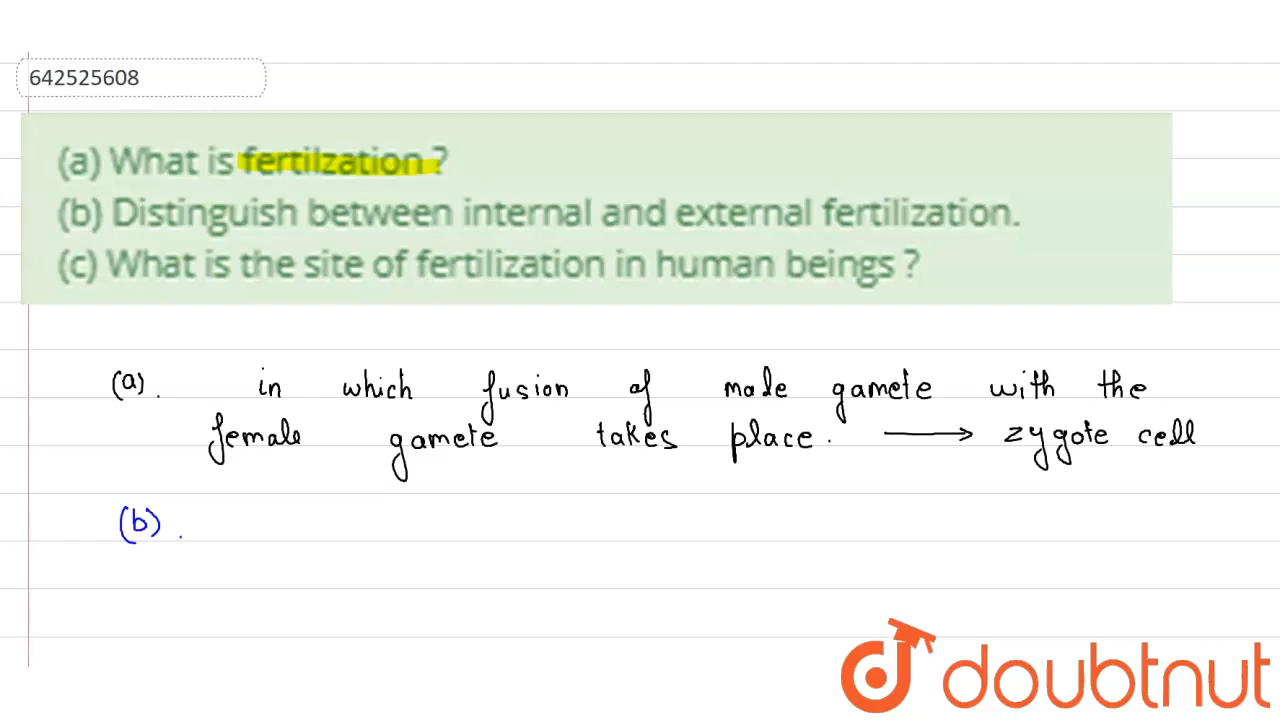 642525608
(a) What is fertilzation ?
(b) Distinguish between internal and external fertilization.
(c) What is the site of fertilization in human beings ?
(a). in which fusion of male gamete with the
female gamete takes place. → zygote cell
(b) .
doubtnut